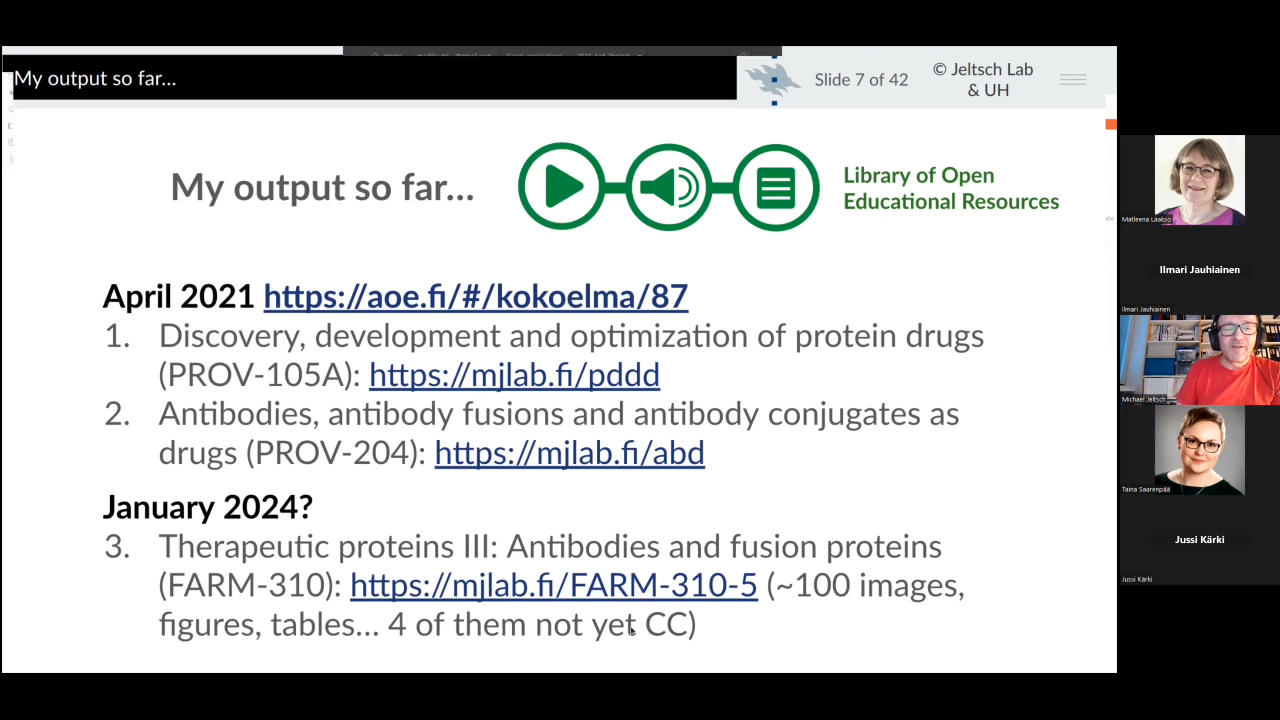 My output so far...
Slide 7 of 42
© Jeltsch Lab
& UH
My output so far...
Library of Open
Educational Resources
April 2021 https://aoe.fi/#/kokoelma/87
1. Discovery, development and optimization of protein drugs
(PROV-105A): https://mjlab.fi/pddd
2. Antibodies, antibody fusions and antibody conjugates as
drugs (PROV-204): https://mjlab.fi/abd
January 2024?
3. Therapeutic proteins III: Antibodies and fusion proteins
(FARM-310): https://mjlab.fi/FARM-310-5 (~100 images,
figures, tables... 4 of them not yet CC)
Matleena Laakso
Ilmari Jauhiainen
Ilmari Jauhiainen
Michael Jeltsch
Taina Saarenpää
Jussi Kärki
Jussi Kärki